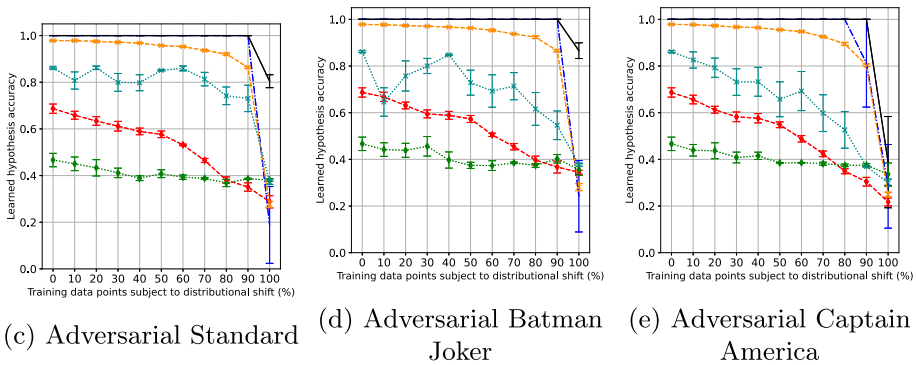 1.0
0.8
0.6
0.4
0.2
0.0
Learned hypothesis accuracy
0 10 20 30 40 50 60 70 80 90 100
Training data points subject to distributional shift (%)
(c) Adversarial Standard
1.0
0.8
0.6
0.4
0.2
0.0
Learned hypothesis accuracy
0 10 20 30 40 50 60 70 80 90 100
Training data points subject to distributional shift (%)
(d) Adversarial Batman
Joker
1.0
0.8
0.6
0.4
0.2
0.0
Learned hypothesis accuracy
0 10 20 30 40 50 60 70 80 90 100
Training data points subject to distributional shift (%)
(e) Adversarial Captain
America